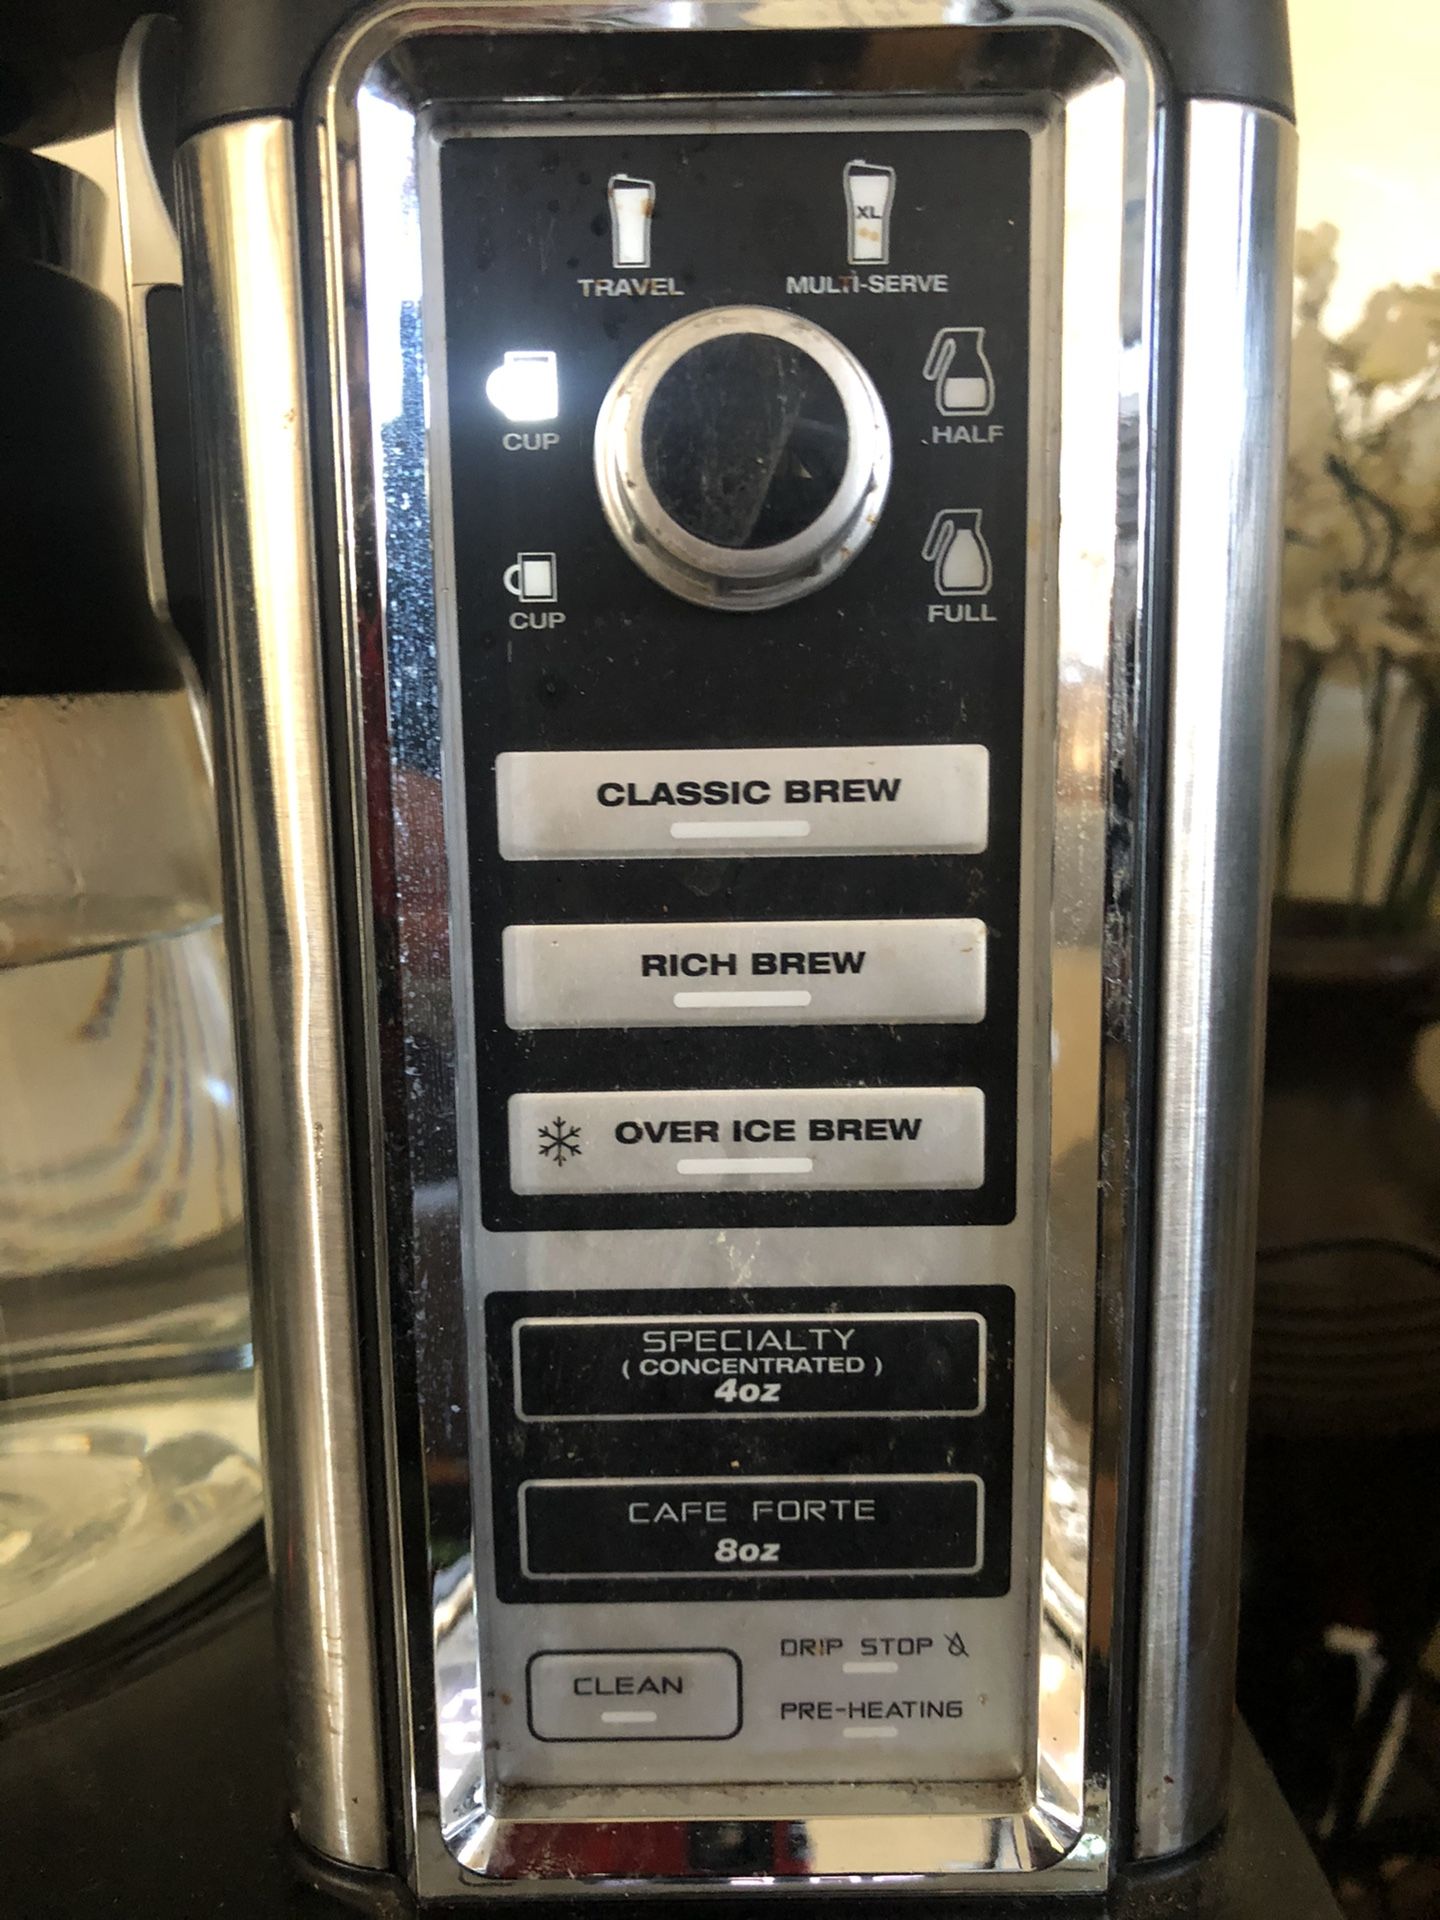 TRAVEL
XL
MULTI-SERVE
CUP
HALF
CUP
FULL
CLASSIC BREW
RICH BREW
OVER ICE BREW
SPECIALTY
( CONCENTRATED )
4oz
CAFE FORTE
8oz
CLEAN
DRIP STOP
PRE-HEATING